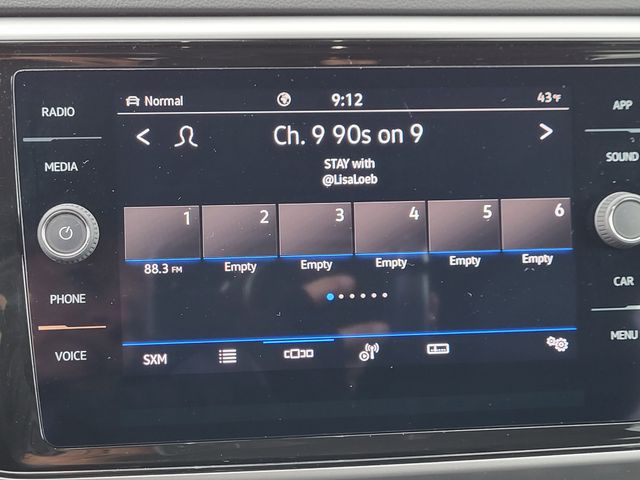 RADIO
MEDIA
PHONE
VOICE
Normal
9:12
43°F
Ch. 9 90s on 9
STAY with
@LisaLoeb
1 2 3 4 5 6
88.3 FM Empty Empty Empty Empty Empty
SXM
APP
SOUND
CAR
MENU